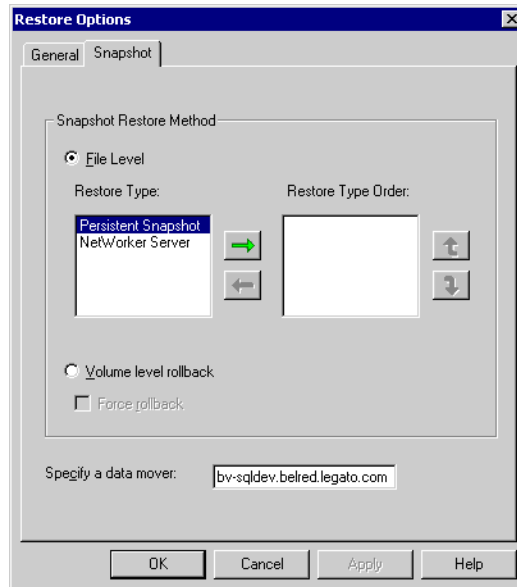 Restore Options
General
Snapshot
Snapshot Restore Method
File Level
Restore Type:
Restore Type Order:
Persistent Snapshot
NetWorker Server
Volume level rollback
Force rollback
Specify a data mover:
bv-sqldev.belred.legato.com
OK
Cancel
Apply
Help